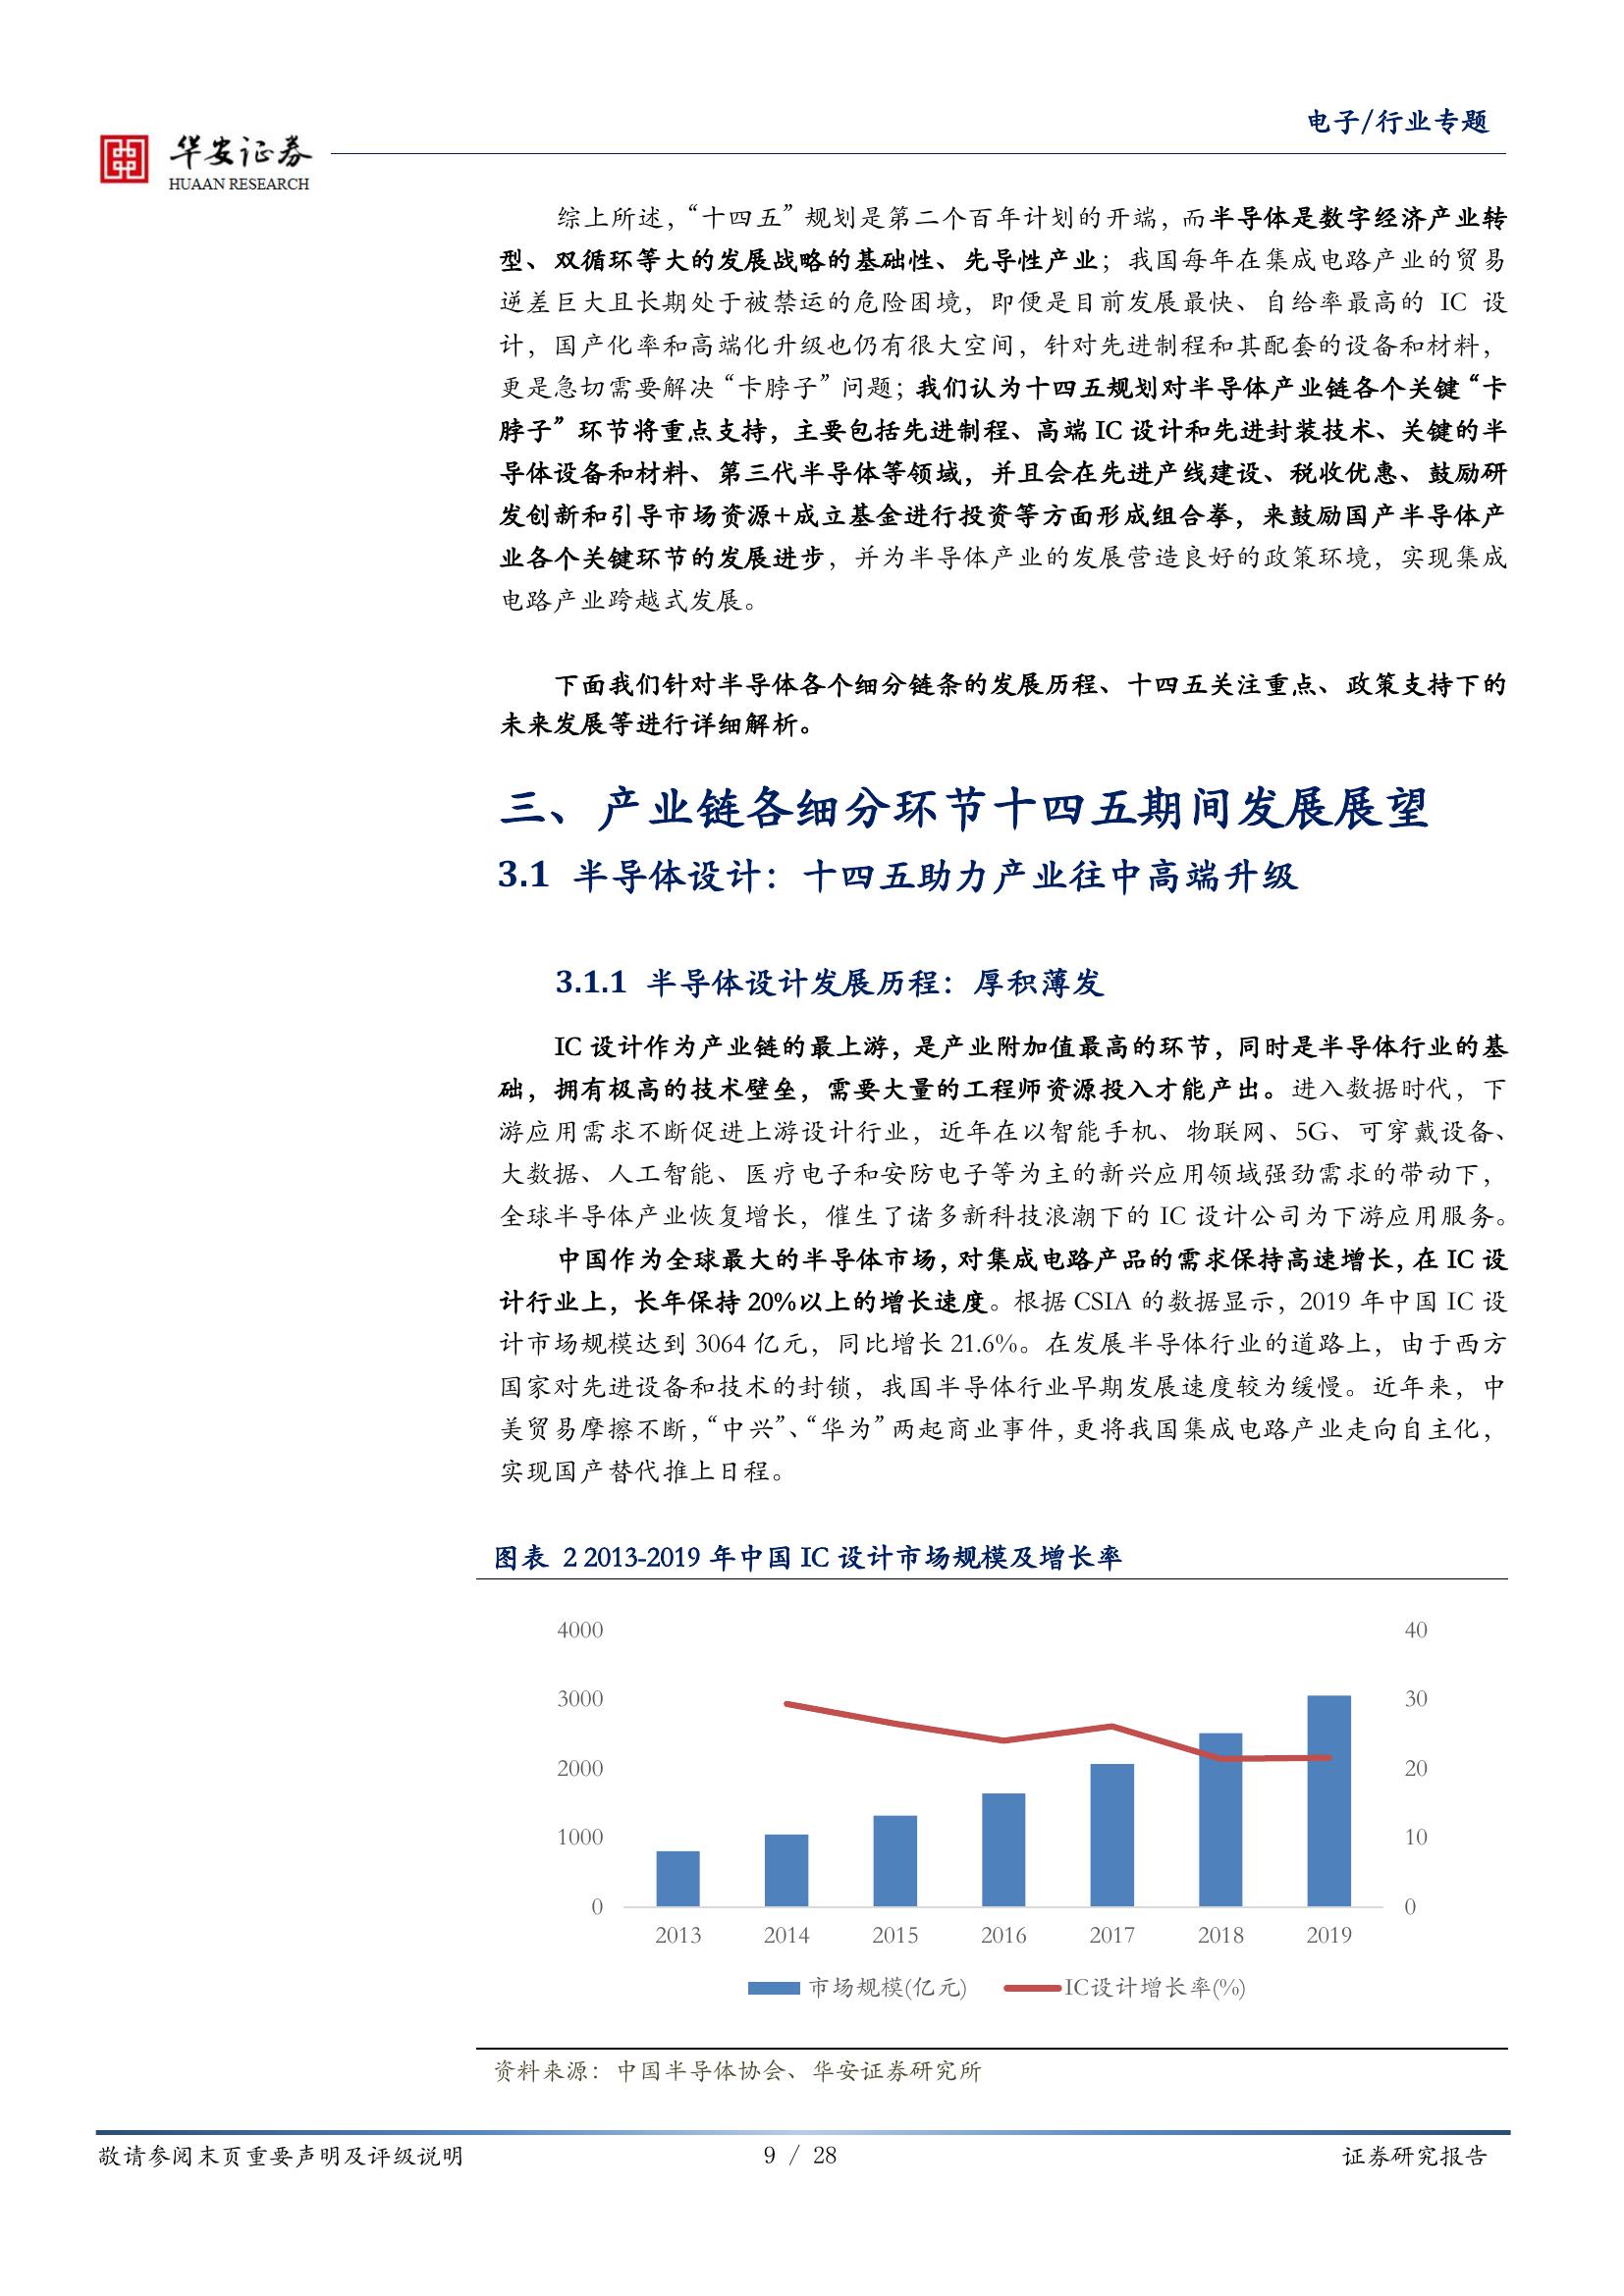 电子/行业专题
华安证券
HUAAN RESEARCH
综上所述，“十四五”规划是第二个百年计划的开端，而半导体是数字经济产业转
型、双循环等大的发展战略的基础性、先导性产业；我国每年在集成电路产业的贸易
逆差巨大且长期处于被禁运的危险困境，即便是目前发展最快、自给率最高的 IC 设
计，国产化率和高端化升级也仍有很大空间，针对先进制程和其配套的设备和材料，
更是急切需要解决“卡脖子”问题；我们认为十四五规划对半导体产业链各个关键“卡
脖子”环节将重点支持，主要包括先进制程、高端 IC 设计和先进封装技术、关键的半
导体设备和材料、第三代半导体等领域，并且会在先进产线建设、税收优惠、鼓励研
发创新和引导市场资源+成立基金进行投资等方面形成组合拳，来鼓励国产半导体产
业各个关键环节的发展进步，并为半导体产业的发展营造良好的政策环境，实现集成
电路产业跨越式发展。
下面我们针对半导体各个细分链条的发展历程、十四五关注重点、政策支持下的
未来发展等进行详细解析。
三、产业链各细分环节十四五期间发展展望
3.1 半导体设计：十四五助力产业往中高端升级
3.1.1 半导体设计发展历程：厚积薄发
IC 设计作为产业链的最上游，是产业附加值最高的环节，同时是半导体行业的基
础，拥有极高的技术壁垒，需要大量的工程师资源投入才能产出。进入数据时代，下
游应用需求不断促进上游设计行业，近年在以智能手机、物联网、5G、可穿戴设备、
大数据、人工智能、医疗电子和安防电子等为主的新兴应用领域强劲需求的带动下，
全球半导体产业恢复增长，催生了诸多新科技浪潮下的 IC 设计公司为下游应用服务。
中国作为全球最大的半导体市场，对集成电路产品的需求保持高速增长，在 IC 设
计行业上，长年保持 20%以上的增长速度。根据 CSIA 的数据显示，2019 年中国 IC 设
计市场规模达到 3064 亿元，同比增长 21.6%。在发展半导体行业的道路上，由于西方
国家对先进设备和技术的封锁，我国半导体行业早期发展速度较为缓慢。近年来，中
美贸易摩擦不断，“中兴”、“华为”两起商业事件，更将我国集成电路产业走向自主化，
实现国产替代推上日程。
图表 2 2013-2019 年中国 IC 设计市场规模及增长率
4000 40
3000 30
2000 20
1000 10
0 0
2013 2014 2015 2016 2017 2018 2019
市场规模(亿元) IC设计增长率(%)
资料来源：中国半导体协会、华安证券研究所
敬请参阅末页重要声明及评级说明 9 / 28 证券研究报告